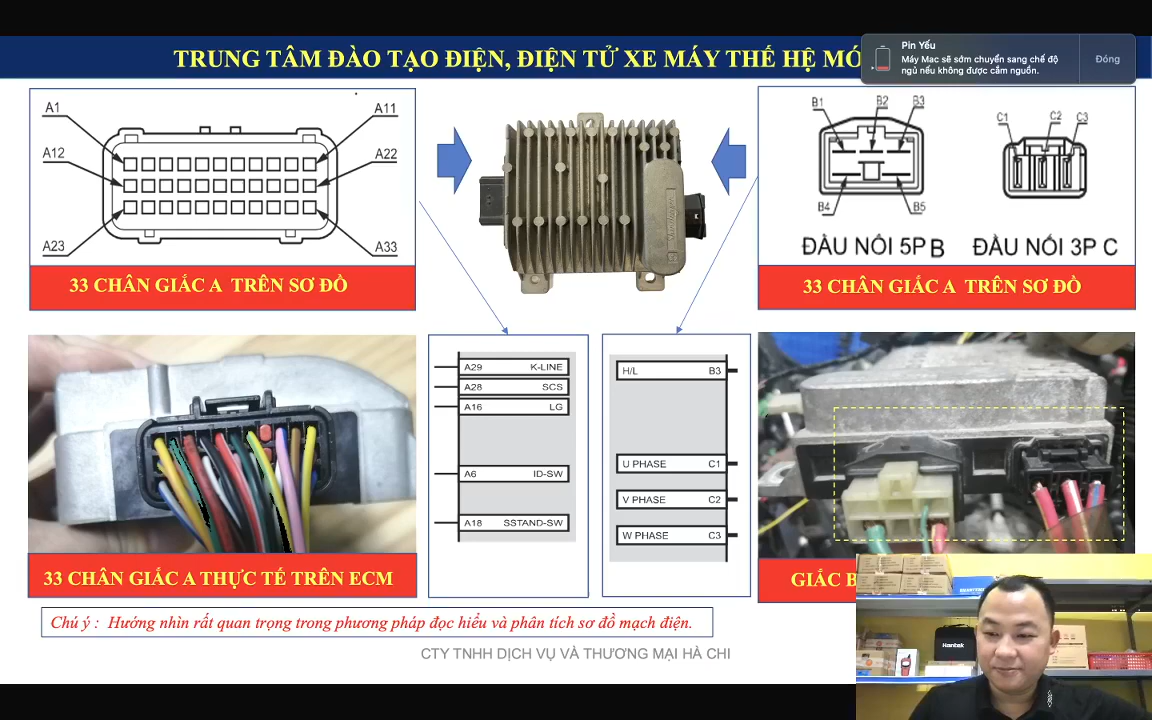 TRUNG TÂM ĐÀO TẠO ĐIỆN, ĐIỆN TỬ XE MÁY THẾ HỆ MỚ
Pin Yếu
Máy Mac sẽ sớm chuyển sang chế độ
ngủ nếu không được cắm nguồn.
Đóng
A1
A11
A12
A22
A23
A33
33 CHÂN GIẮC A TRÊN SƠ ĐỒ
B1
B2
B3
B4
B5
C1
C2
C3
ĐẦU NỐI 5P B
ĐẦU NỐI 3P C
33 CHÂN GIẮC A TRÊN SƠ ĐỒ
33 CHÂN GIẮC A THỰC TẾ TRÊN ECM
A29 K-LINE
A28 SCS
A16 LG
A6 ID-SW
A18 SSTAND-SW
H/L B3
U PHASE C1
V PHASE C2
W PHASE C3
GIẮC B
Chú ý : Hướng nhìn rất quan trọng trong phương pháp đọc hiểu và phân tích sơ đồ mạch điện.
CTY TNHH DỊCH VỤ VÀ THƯƠNG MẠI HÀ CHI
Hantek